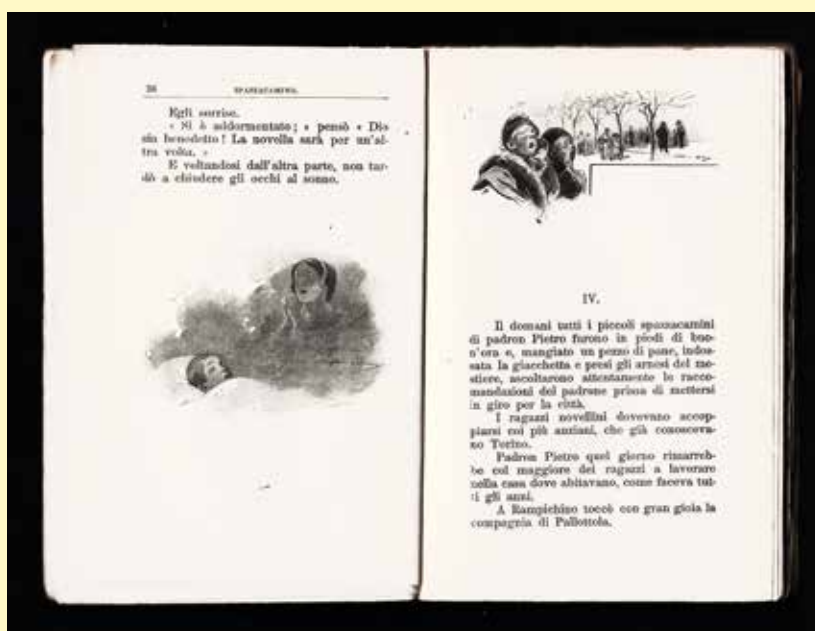 36
SPAZZACAMINO.
Egli sorrise.
« Si è addormentato; » pensò « Dio
sia benedetto! La novella sarà per un'al-
tra volta. »
E voltandosi dall'altra parte, non tar-
dò a chiudere gli occhi al sonno.
IV.
Il domani tutti i piccoli spazzacamini
di padron Pietro furono in piedi di buo-
n'ora e, mangiato un pezzo di pane, indos-
sata la giacchetta e presi gli arnesi del me-
stiere, ascoltarono attentamente le racco-
mandazioni del padrone prima di mettersi
in giro per la città.
I ragazzi novellini dovevano accop-
piarsi coi più anziani, che già conosceva-
no Torino.
Padron Pietro quel giorno rimarreb-
be col maggiore dei ragazzi a lavorare
nella casa dove abitavano, come faceva tut-
ti gli anni.
A Rampichino toccò con gran gioia la
compagnia di Pallottola.